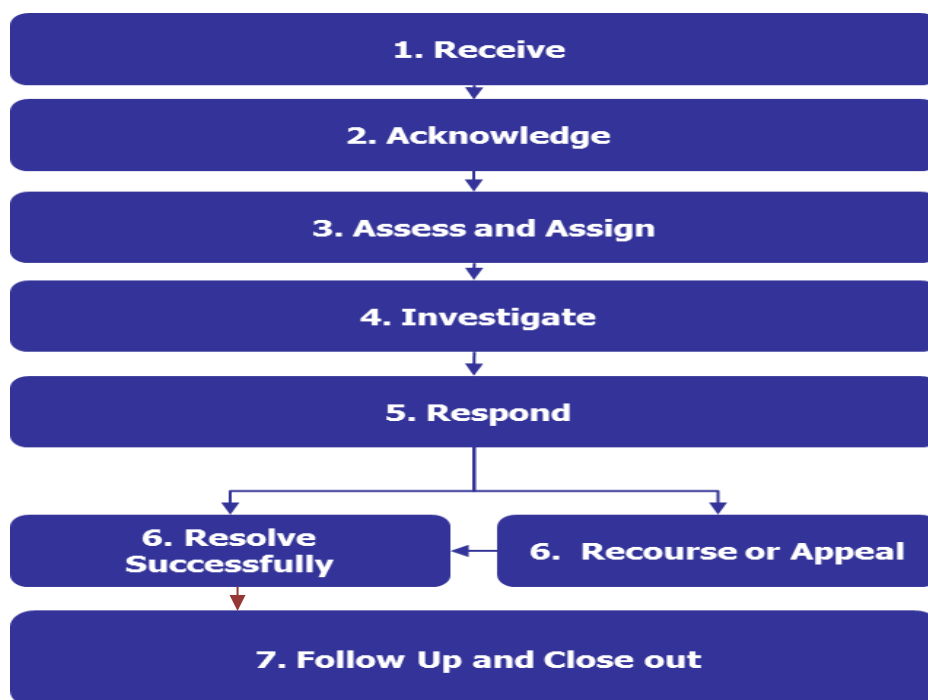 1. Receive
2. Acknowledge
3. Assess and Assign
4. Investigate
5. Respond
6. Resolve
Successfully
6. Recourse or Appeal
7. Follow Up and Close out